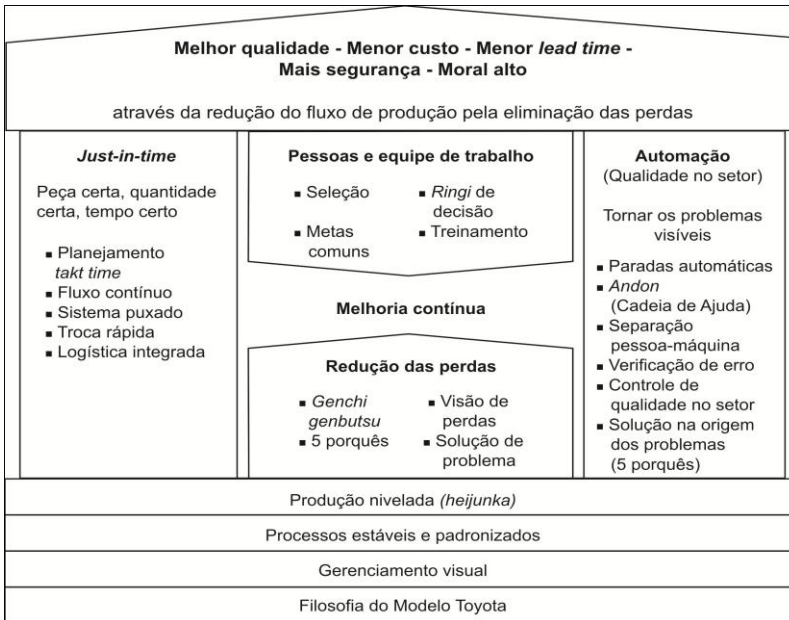 Melhor qualidade - Menor custo - Menor lead time -
Mais segurança - Moral alto
através da redução do fluxo de produção pela eliminação das perdas
Just-in-time
Peça certa, quantidade
certa, tempo certo
▪ Planejamento
takt time
▪ Fluxo contínuo
▪ Sistema puxado
▪ Troca rápida
▪ Logística integrada
Pessoas e equipe de trabalho
▪ Seleção
▪ Metas
comuns
▪ Ringi de
decisão
▪ Treinamento
Melhoria contínua
Redução das perdas
▪ Genchi
genbutsu
▪ 5 porquês
▪ Visão de
perdas
▪ Solução de
problema
Automação
(Qualidade no setor)
Tornar os problemas
visíveis
▪ Paradas automáticas
▪ Andon
(Cadeia de Ajuda)
▪ Separação
pessoa-máquina
▪ Verificação de erro
▪ Controle de
qualidade no setor
▪ Solução na origem
dos problemas
(5 porquês)
Produção nivelada (heijunka)
Processos estáveis e padronizados
Gerenciamento visual
Filosofia do Modelo Toyota